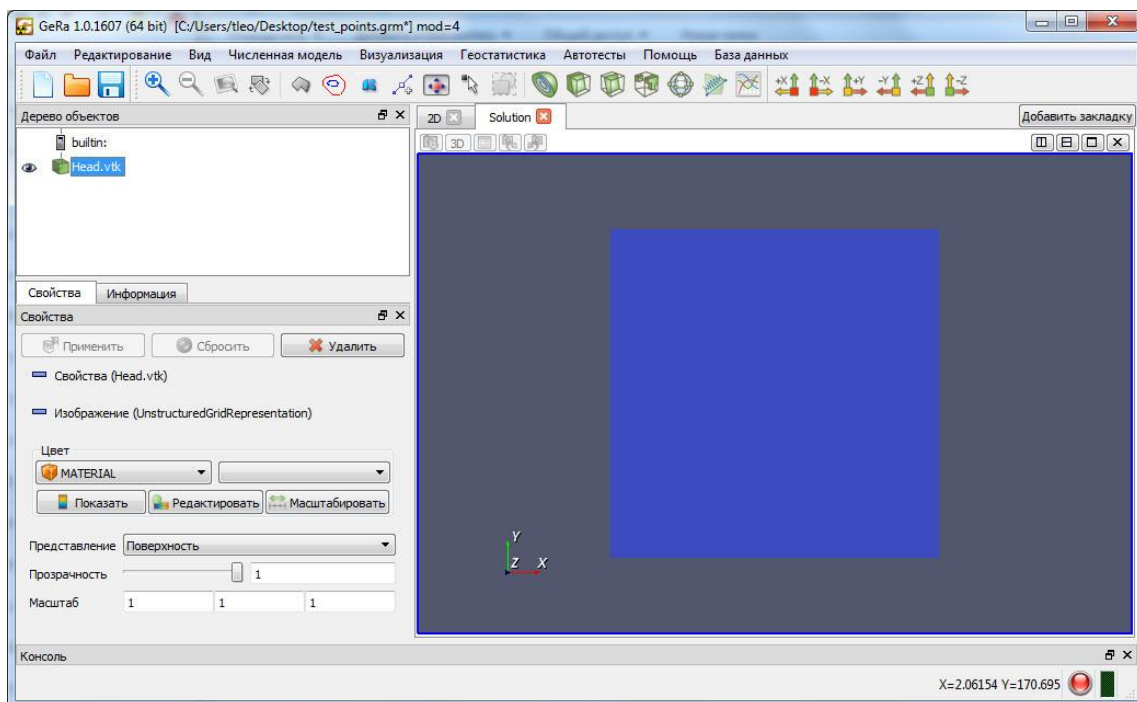 GeRa 1.0.1607 (64 bit) [C:/Users/tleo/Desktop/test_points.grm*] mod=4
Файл Редактирование Вид Численная модель Визуализация Геостатистика Автотесты Помощь База данных
+X -X +Y -Y +Z -Z
Дерево объектов
2D Solution Добавить закладку
builtin:
3D
Head.vtk
Свойства Информация
Свойства
Применить Сбросить Удалить
Свойства (Head.vtk)
Изображение (UnstructuredGridRepresentation)
Цвет
MATERIAL
Показать Редактировать Масштабировать
Представление Поверхность
Прозрачность 1
Масштаб 1 1 1
Y
Z X
Консоль
X=2.06154 Y=170.695